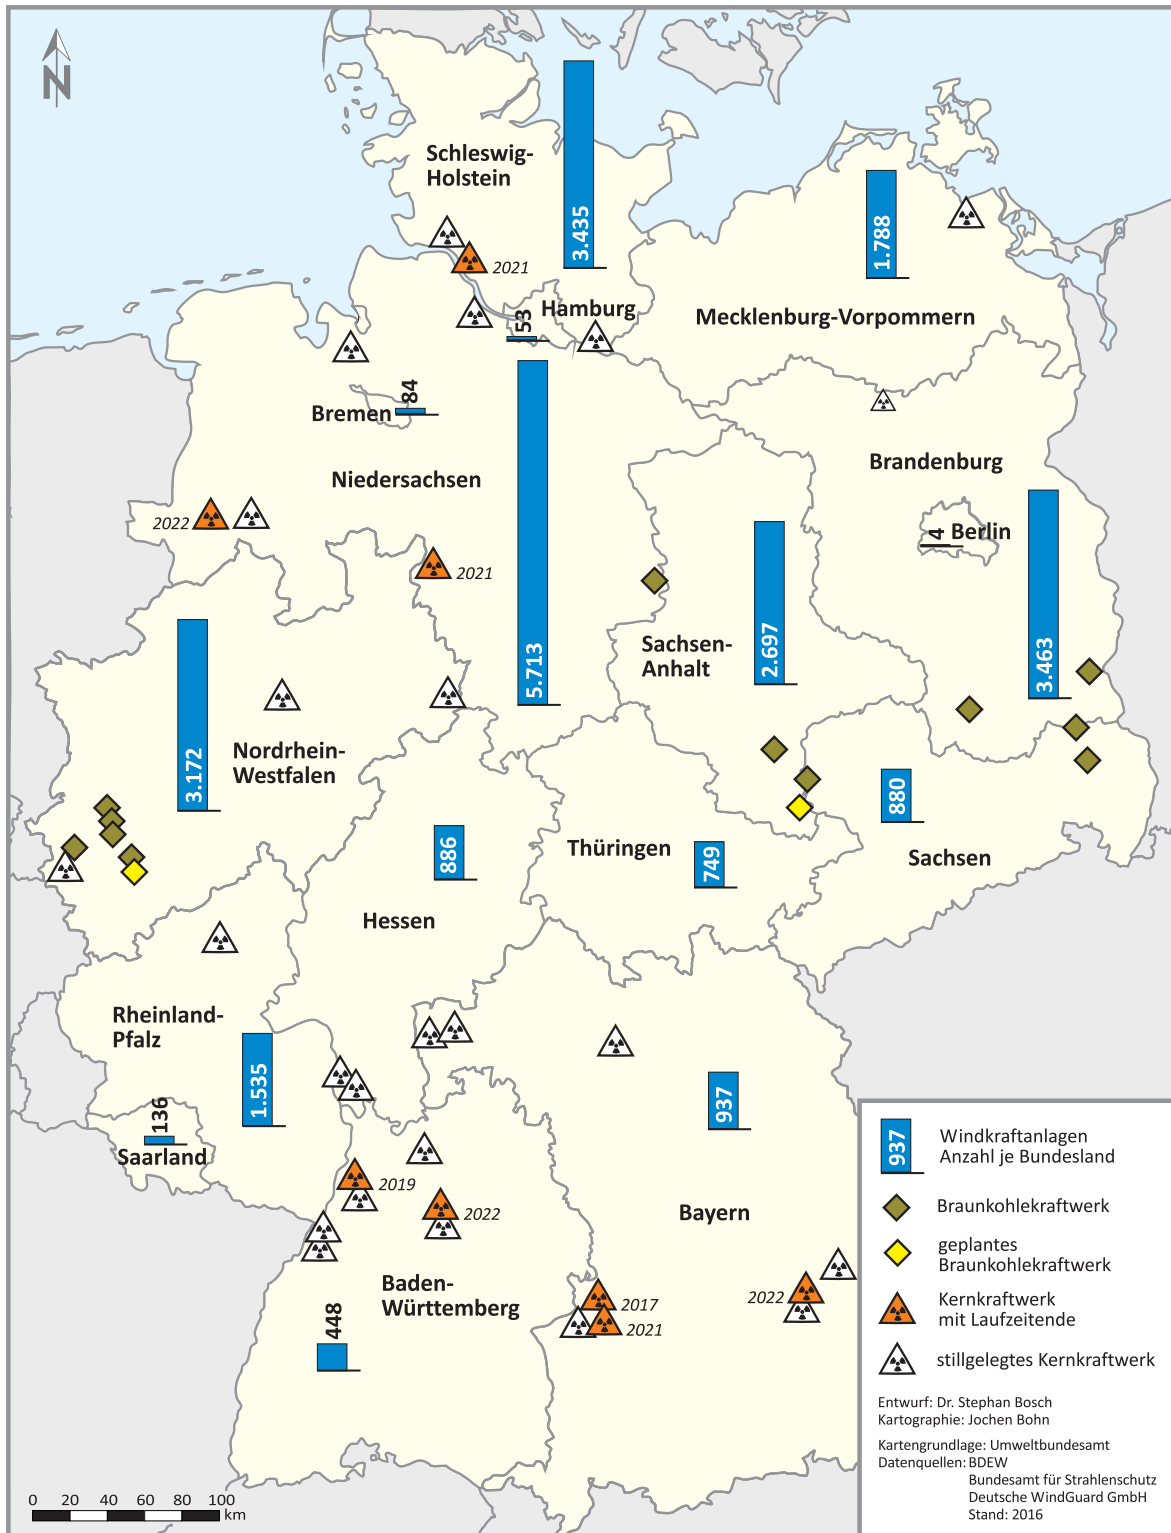 N
Schleswig-
Holstein
3.435
1.788
2021
Hamburg
53
Mecklenburg-Vorpommern
84
Bremen
Niedersachsen
Brandenburg
4
Berlin
2022
2021
5.713
Sachsen-
Anhalt
2.697
3.463
3.172
Nordrhein-
Westfalen
880
886
Thüringen
749
Sachsen
Hessen
Rheinland-
Pfalz
1.535
937
136
Saarland
2019
2022
Bayern
Baden-
Württemberg
2017
2021
2022
448
937
Windkraftanlagen
Anzahl je Bundesland
Braunkohlekraftwerk
geplantes
Braunkohlekraftwerk
Kernkraftwerk
mit Laufzeitende
stillgelegtes Kernkraftwerk
Entwurf: Dr. Stephan Bosch
Kartographie: Jochen Bohn
Kartengrundlage: Umweltbundesamt
Datenquellen: BDEW
Bundesamt für Strahlenschutz
Deutsche WindGuard GmbH
Stand: 2016
0 20 40 60 80 100
km